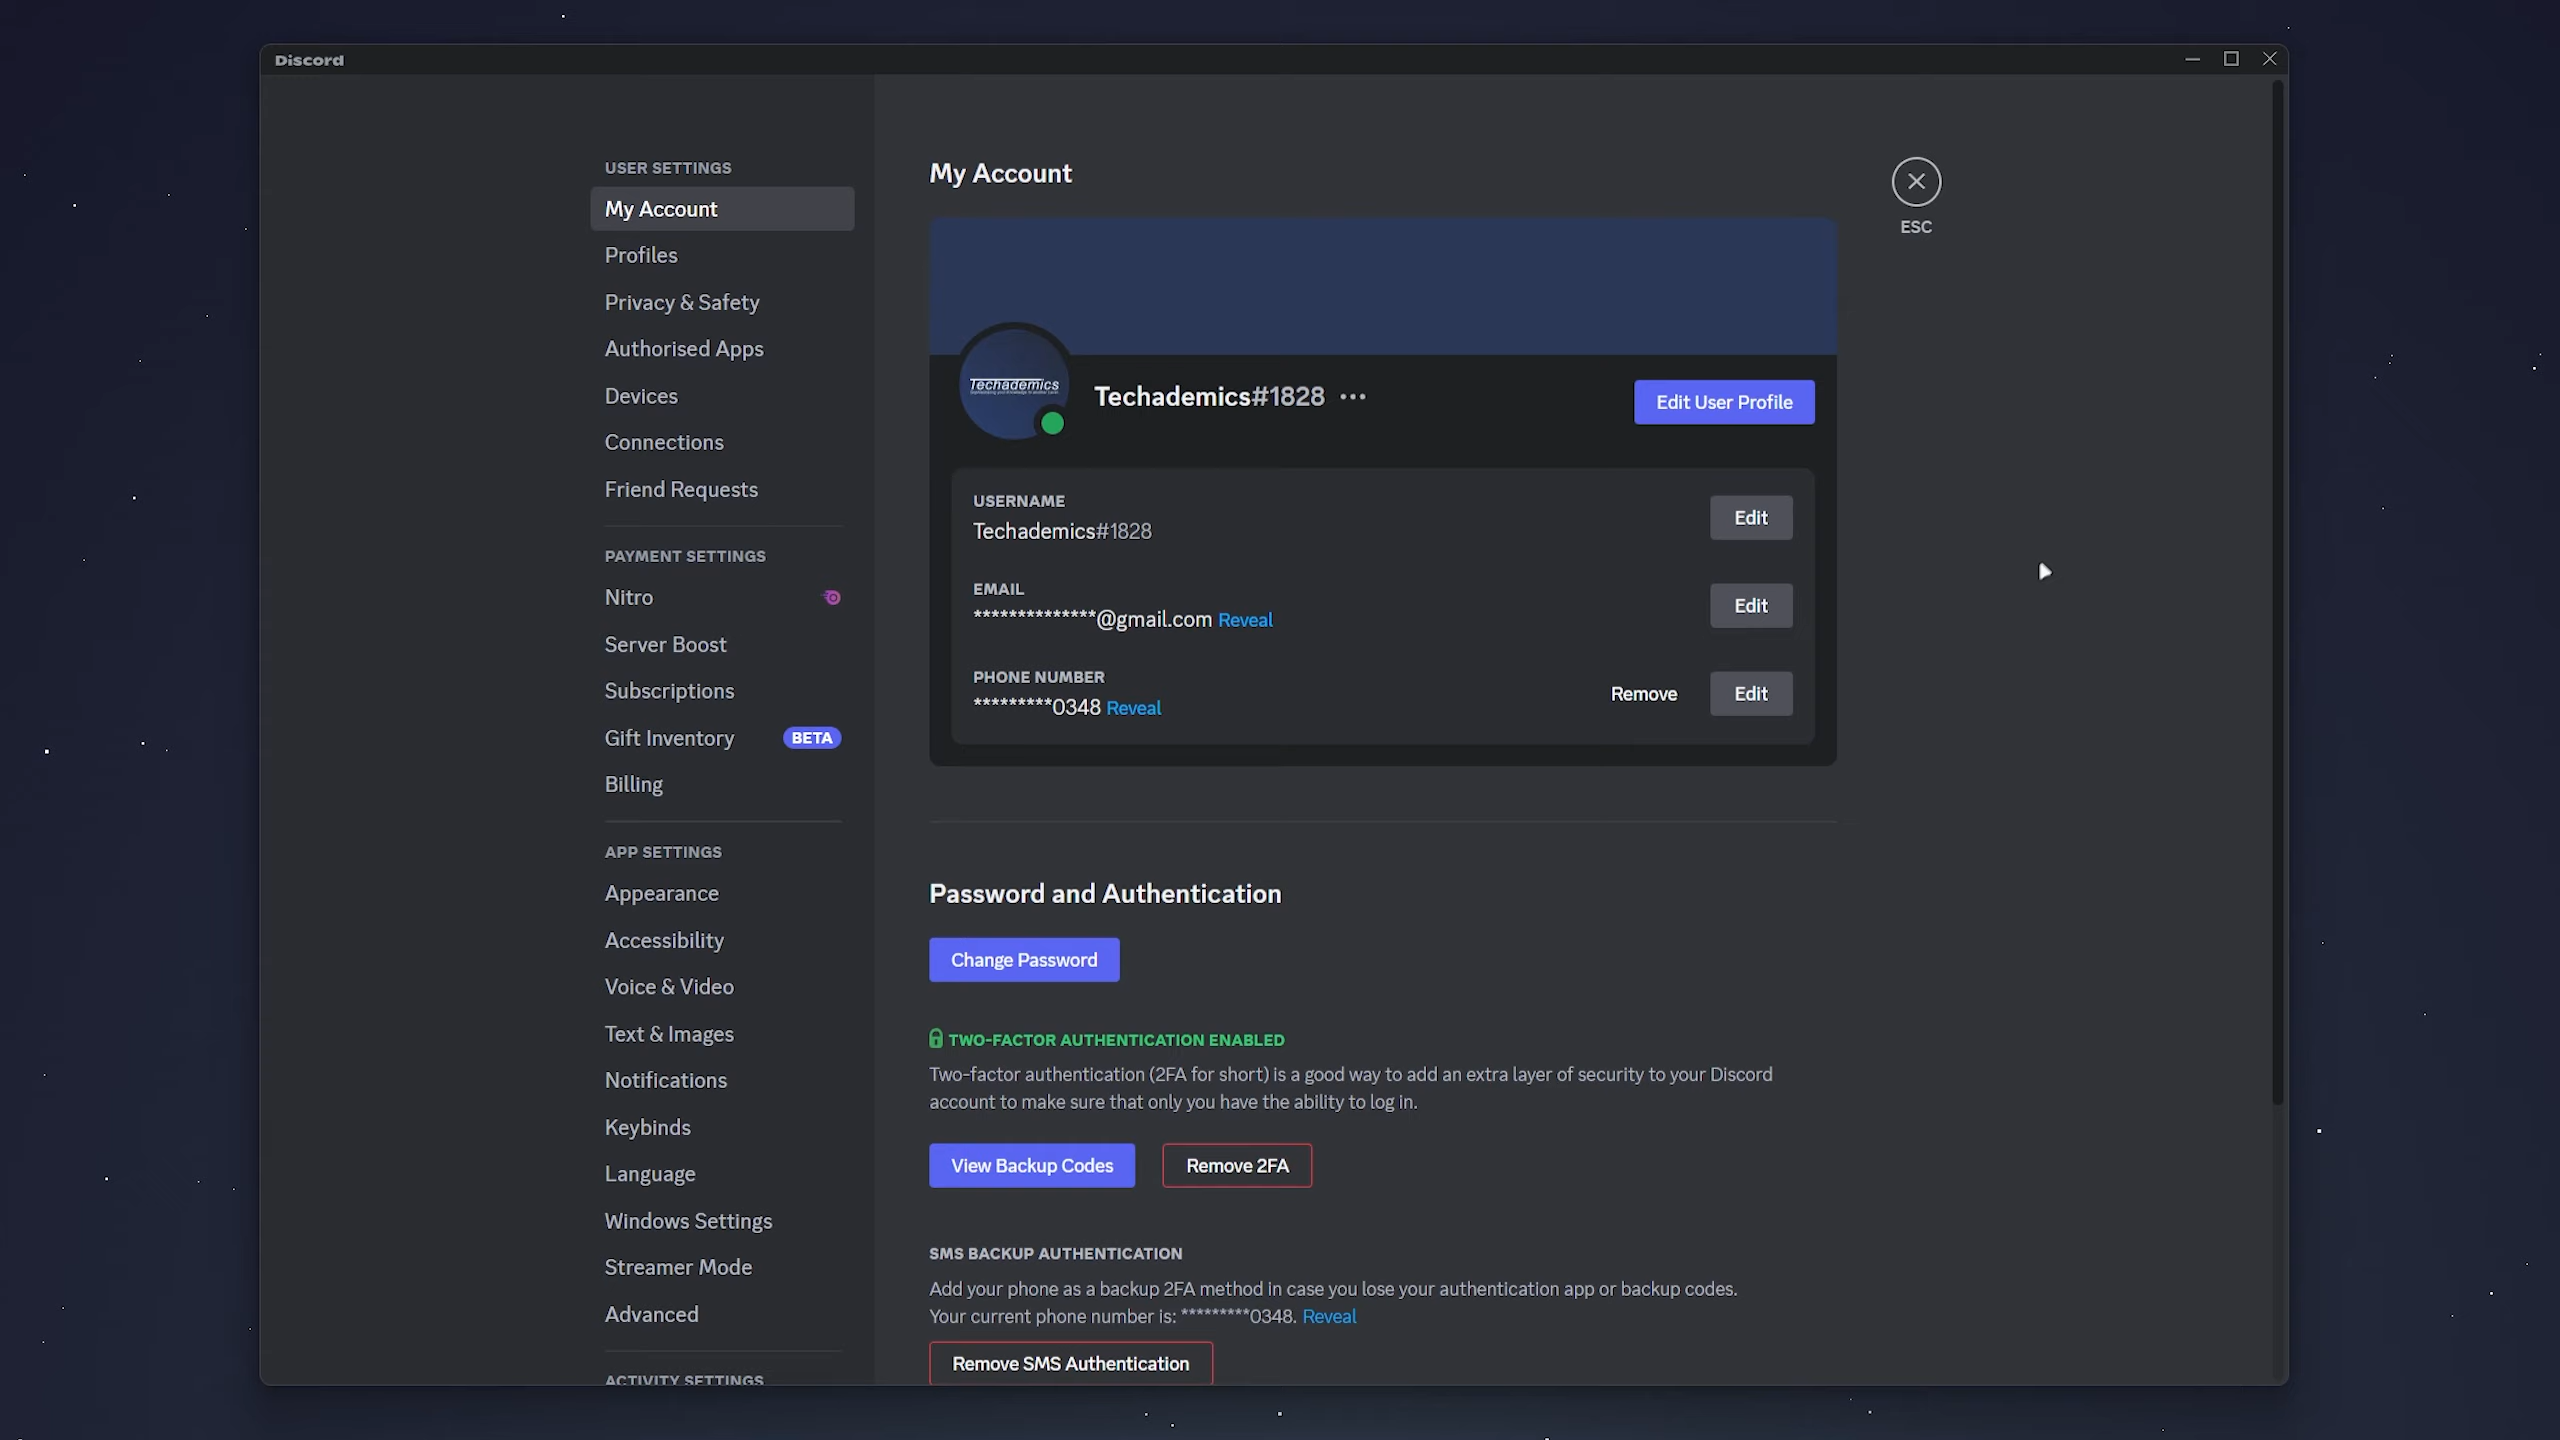 Discord
USER SETTINGS
My Account
Profiles
Privacy & Safety
Authorised Apps
Devices
Connections
Friend Requests
PAYMENT SETTINGS
Nitro
Server Boost
Subscriptions
Gift Inventory BETA
Billing
APP SETTINGS
Appearance
Accessibility
Voice & Video
Text & Images
Notifications
Keybinds
Language
Windows Settings
Streamer Mode
Advanced
ACTIVITY SETTINGS
My Account
ESC
Techademics
Techademics#1828
Edit User Profile
USERNAME
Techademics#1828
Edit
EMAIL
**************@gmail.com Reveal
Edit
PHONE NUMBER
*********0348 Reveal
Remove Edit
Password and Authentication
Change Password
TWO-FACTOR AUTHENTICATION ENABLED
Two-factor authentication (2FA for short) is a good way to add an extra layer of security to your Discord
account to make sure that only you have the ability to log in.
View Backup Codes Remove 2FA
SMS BACKUP AUTHENTICATION
Add your phone as a backup 2FA method in case you lose your authentication app or backup codes.
Your current phone number is: *********0348. Reveal
Remove SMS Authentication